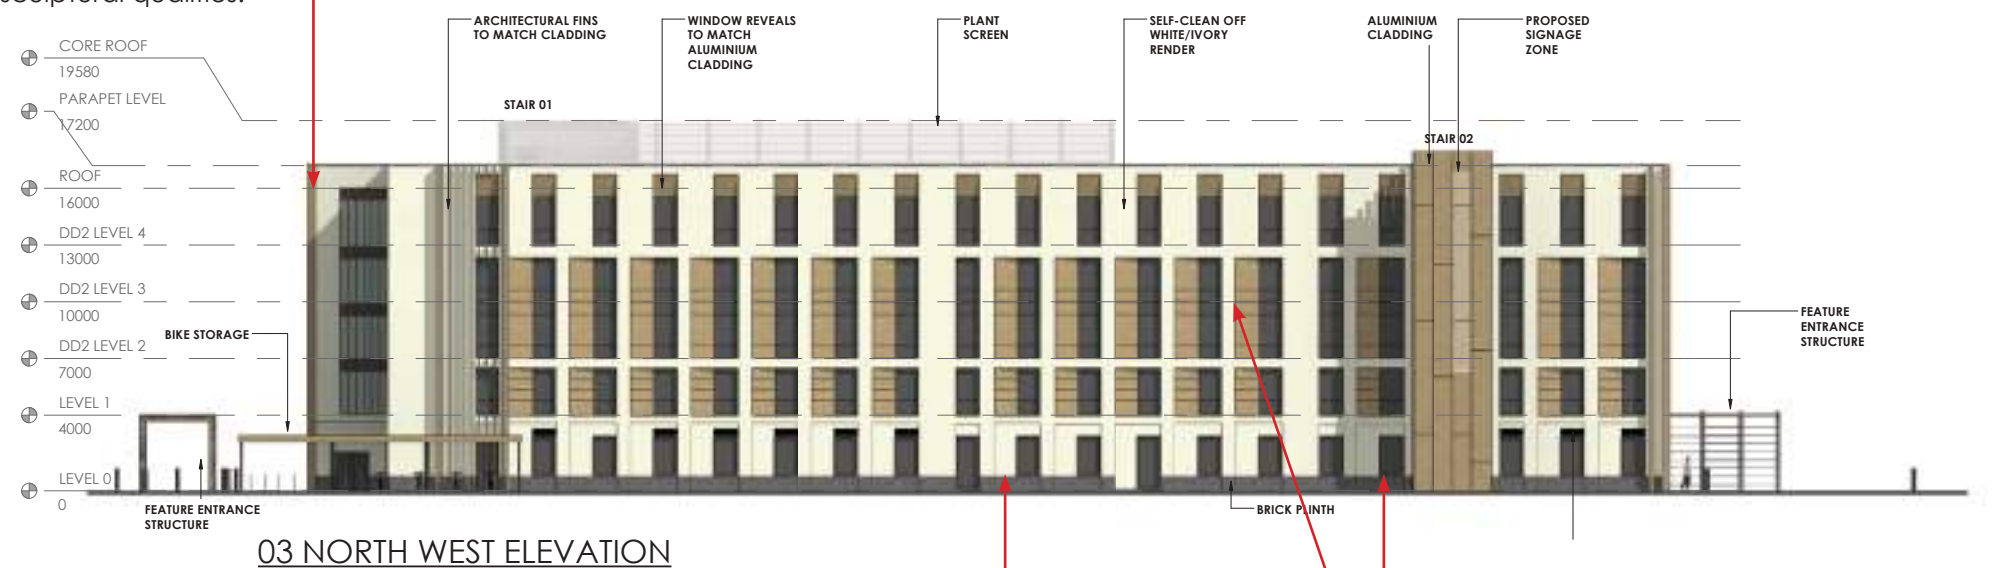 sculptural qualities.
ARCHITECTURAL FINS
TO MATCH CLADDING
WINDOW REVEALS
TO MATCH
ALUMINIUM
CLADDING
PLANT
SCREEN
SELF-CLEAN OFF
WHITE/IVORY
RENDER
ALUMINIUM
CLADDING
PROPOSED
SIGNAGE
ZONE
CORE ROOF
19580
PARAPET LEVEL
17200
STAIR 01
STAIR 02
ROOF
16000
DD2 LEVEL 4
13000
DD2 LEVEL 3
10000
BIKE STORAGE
FEATURE
ENTRANCE
STRUCTURE
DD2 LEVEL 2
7000
LEVEL 1
4000
LEVEL 0
0
FEATURE ENTRANCE
STRUCTURE
BRICK PLINTH
03 NORTH WEST ELEVATION